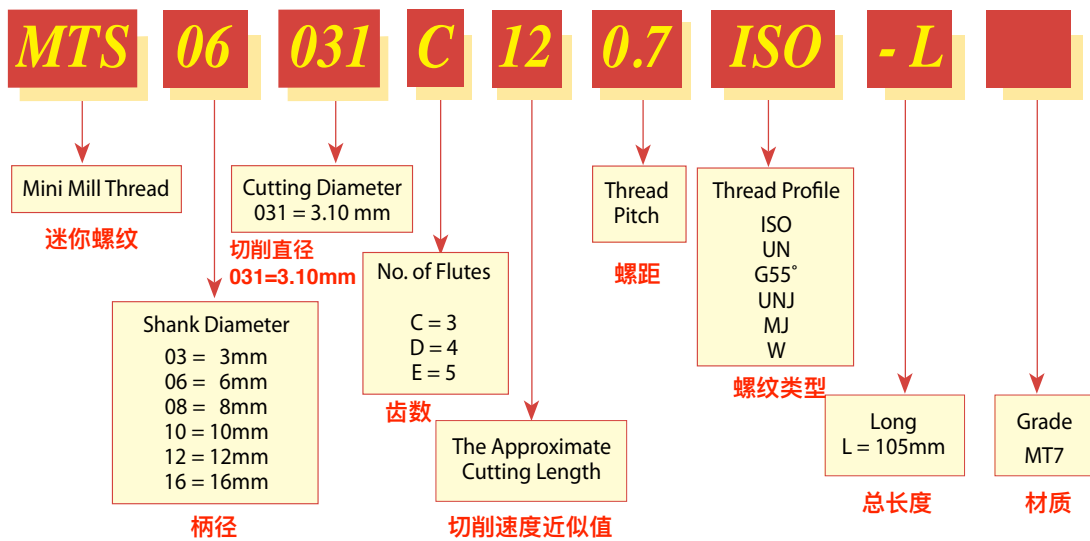 MTS 06 031 C 12 0.7 ISO - L
Mini Mill Thread
迷你螺纹
Shank Diameter
03 = 3mm
06 = 6mm
08 = 8mm
10 = 10mm
12 = 12mm
16 = 16mm
柄径
Cutting Diameter
031 = 3.10 mm
切削直径
031=3.10mm
No. of Flutes
C = 3
D = 4
E = 5
齿数
The Approximate
Cutting Length
切削速度近似值
Thread
Pitch
螺距
Thread Profile
ISO
UN
G55°
UNJ
MJ
W
螺纹类型
Long
L = 105mm
总长度
Grade
MT7
材质